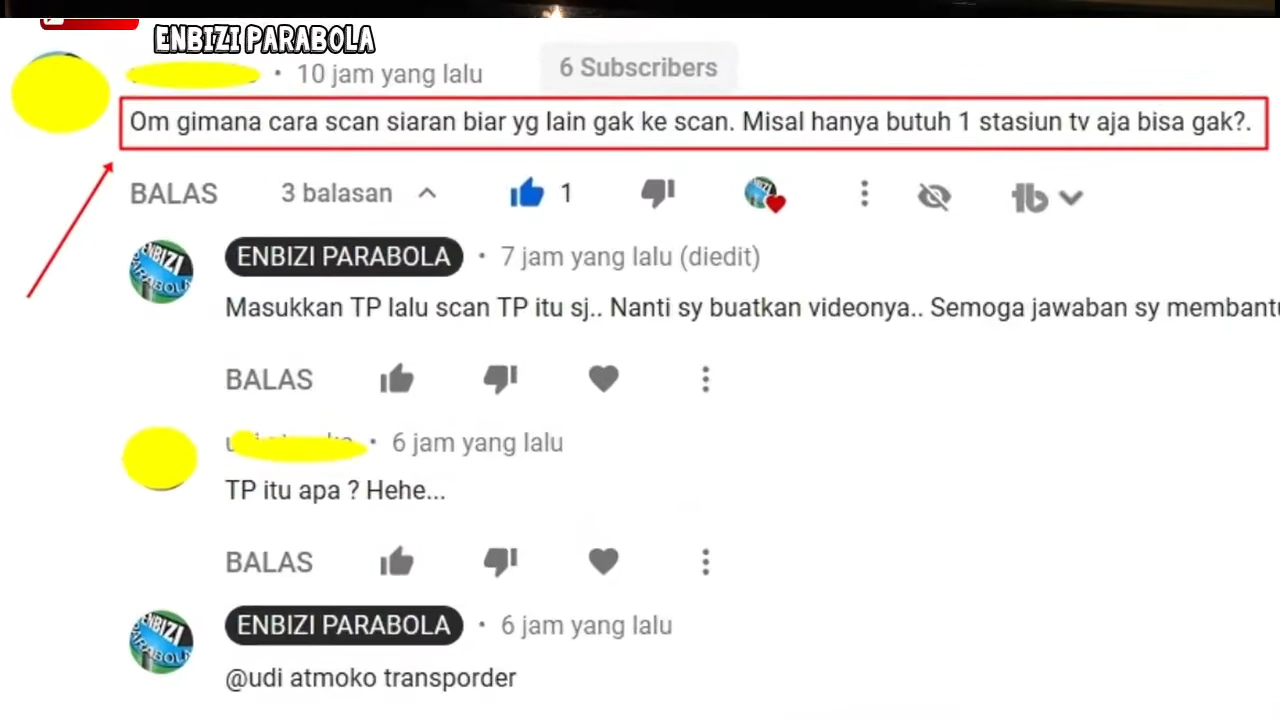 ENBIZI PARABOLA
• 10 jam yang lalu
6 Subscribers
Om gimana cara scan siaran biar yg lain gak ke scan. Misal hanya butuh 1 stasiun tv aja bisa gak?.
BALAS 3 balasan 1
ENBIZI PARABOLA • 7 jam yang lalu (diedit)
Masukkan TP lalu scan TP itu sj.. Nanti sy buatkan videonya.. Semoga jawaban sy membantu
BALAS
• 6 jam yang lalu
TP itu apa ? Hehe...
BALAS
ENBIZI PARABOLA • 6 jam yang lalu
@udi atmoko transporder